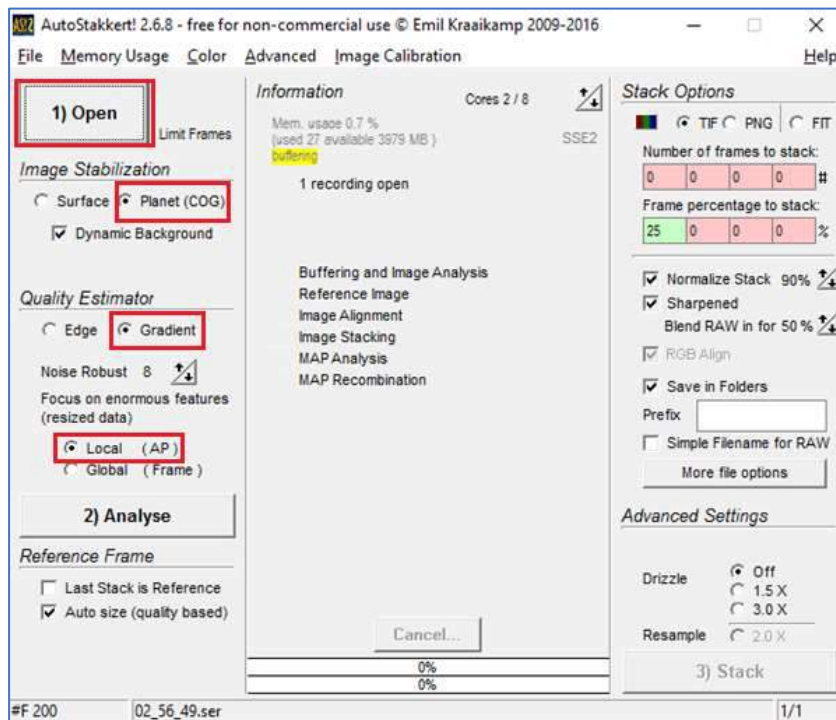 AutoStakkert! 2.6.8 - free for non-commercial use © Emil Kraaikamp 2009-2016
File Memory Usage Color Advanced Image Calibration Help
1) Open
Limit Frames
Image Stabilization
Surface Planet (COG)
Dynamic Background
Quality Estimator
Edge Gradient
Noise Robust 8
Focus on enormous features
(resized data)
Local (AP)
Global (Frame)
2) Analyse
Reference Frame
Last Stack is Reference
Auto size (quality based)
Information
Cores 2 / 8
Mem. usage 0.7 %
(used 27 available 3979 MB )
SSE2
buffering
1 recording open
Buffering and Image Analysis
Reference Image
Image Alignment
Image Stacking
MAP Analysis
MAP Recombination
Cancel...
0%
0%
Stack Options
TIF PNG FIT
Number of frames to stack:
0 0 0 0 #
Frame percentage to stack:
25 0 0 0 %
Normalize Stack 90%
Sharpened
Blend RAW in for 50 %
RGB Align
Save in Folders
Prefix
Simple Filename for RAW
More file options
Advanced Settings
Drizzle
Off
1.5 X
3.0 X
Resample 2.0 X
3) Stack
#F 200 02_56_49.ser 1/1